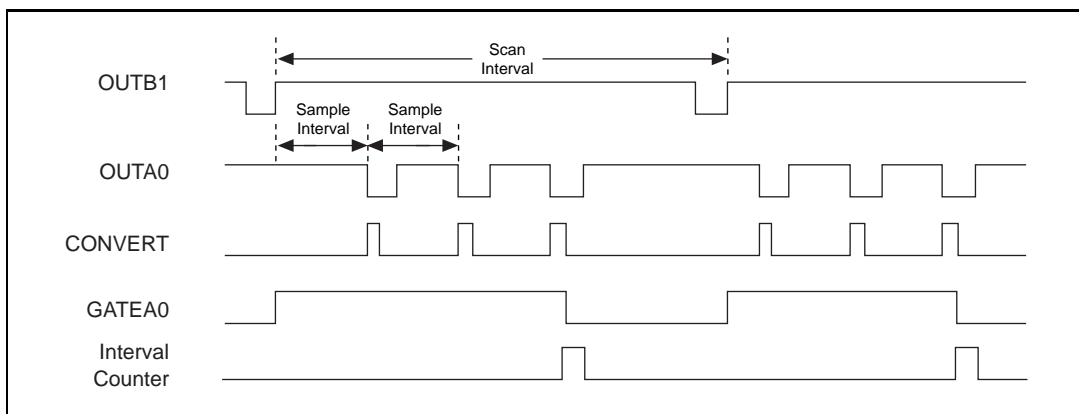 Scan
Interval
OUTB1
Sample
Interval
Sample
Interval
OUTA0
CONVERT
GATEA0
Interval
Counter